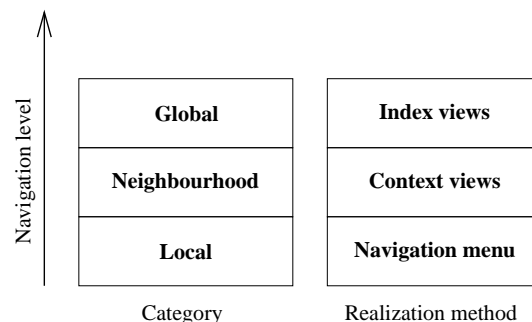 Navigation level
Global
Index views
Neighbourhood
Context views
Local
Navigation menu
Category
Realization method